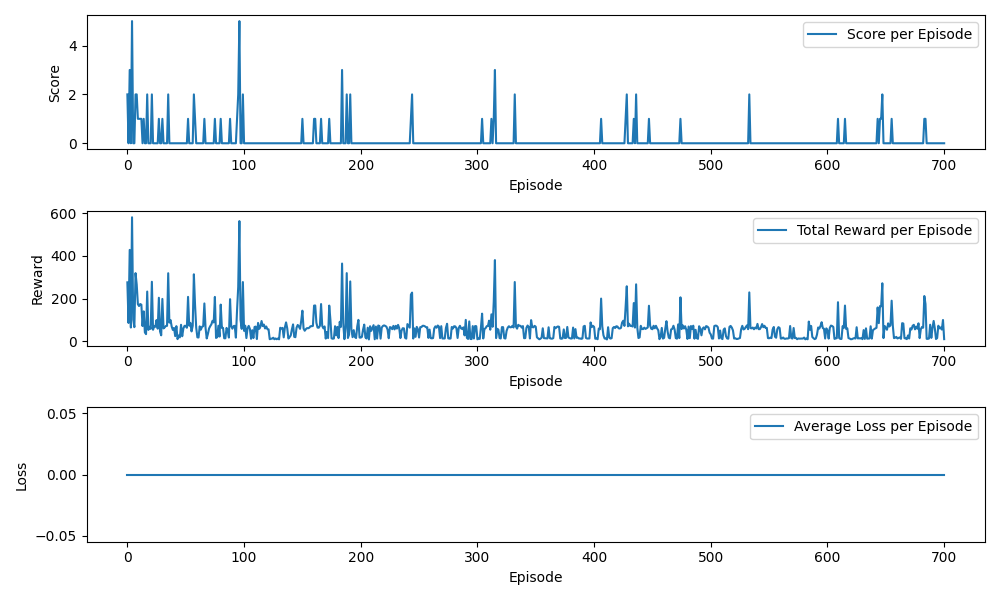 Score per Episode
4
2
0
Score
0 100 200 300 400 500 600 700
Episode
Total Reward per Episode
600
400
200
0
Reward
0 100 200 300 400 500 600 700
Episode
Average Loss per Episode
0.05
0.00
−0.05
Loss
0 100 200 300 400 500 600 700
Episode